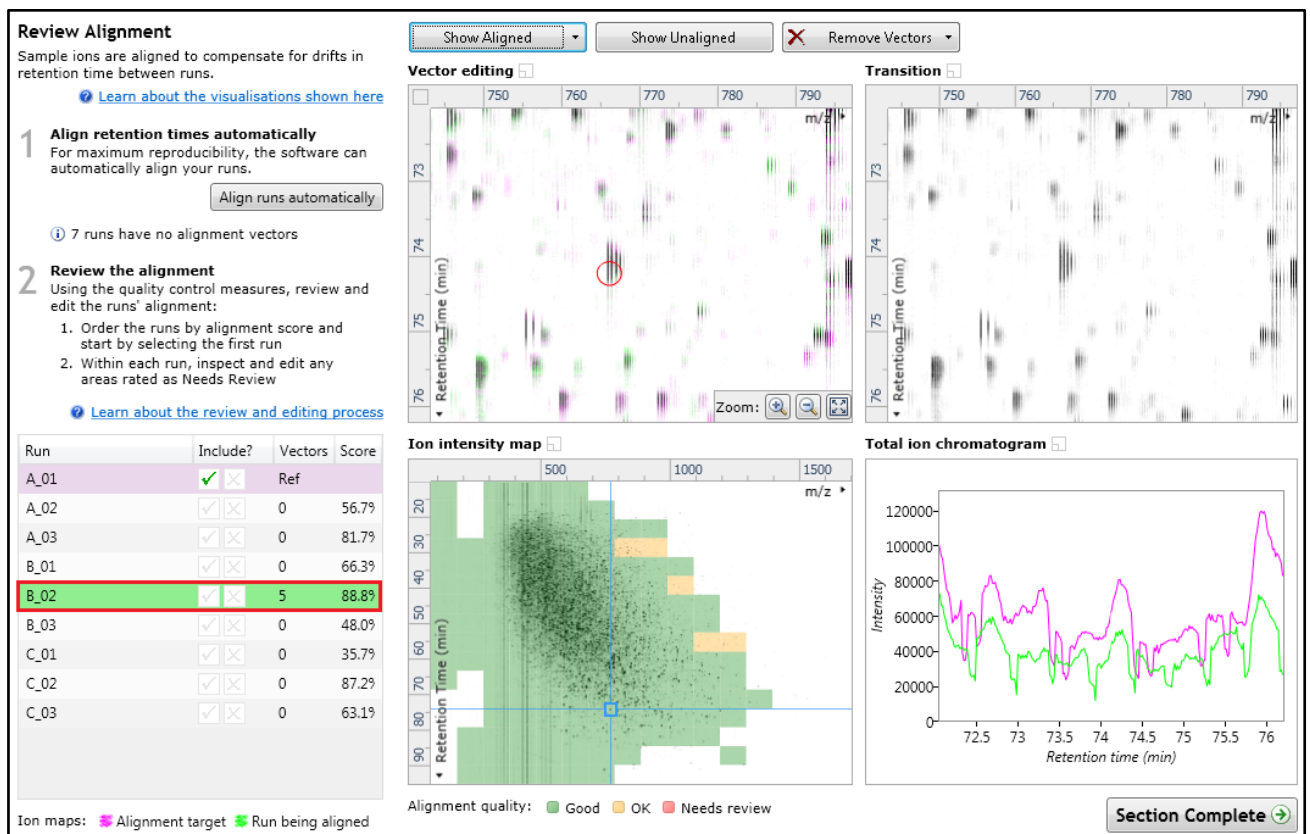 Review Alignment
Sample ions are aligned to compensate for drifts in
retention time between runs.
Learn about the visualisations shown here
1 Align retention times automatically
For maximum reproducibility, the software can
automatically align your runs.
Align runs automatically
7 runs have no alignment vectors
2 Review the alignment
Using the quality control measures, review and
edit the runs' alignment:
1. Order the runs by alignment score and
start by selecting the first run
2. Within each run, inspect and edit any
areas rated as Needs Review
Learn about the review and editing process
Run Include? Vectors Score
A_01 Ref
A_02 0 56.7%
A_03 0 81.7%
B_01 0 66.3%
B_02 5 88.8%
B_03 0 48.0%
C_01 0 35.7%
C_02 0 87.2%
C_03 0 63.1%
Ion maps: Alignment target Run being aligned
Show Aligned Show Unaligned Remove Vectors
Vector editing
750 760 770 780 790
m/z
73
74
75
76
Retention Time (min)
Zoom:
Transition
750 760 770 780 790
m/z
73
74
75
76
Retention Time (min)
Ion intensity map
500 1000 1500
m/z
20
30
40
50
60
70
80
90
Retention Time (min)
Alignment quality: Good OK Needs review
Total ion chromatogram
120000
100000
80000
60000
40000
20000
0
Intensity
72.5 73 73.5 74 74.5 75 75.5 76
Retention time (min)
Section Complete